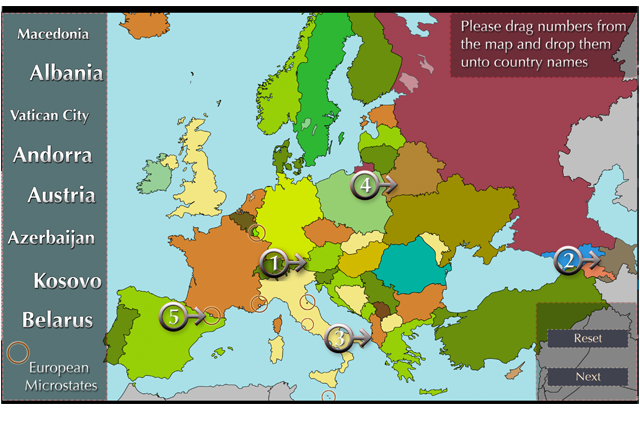 Macedonia
Albania
Vatican City
Andorra
Austria
Azerbaijan
Kosovo
Belarus
European
Microstates
Please drag numbers from
the map and drop them
unto country names
4
1
2
5
3
Reset
Next